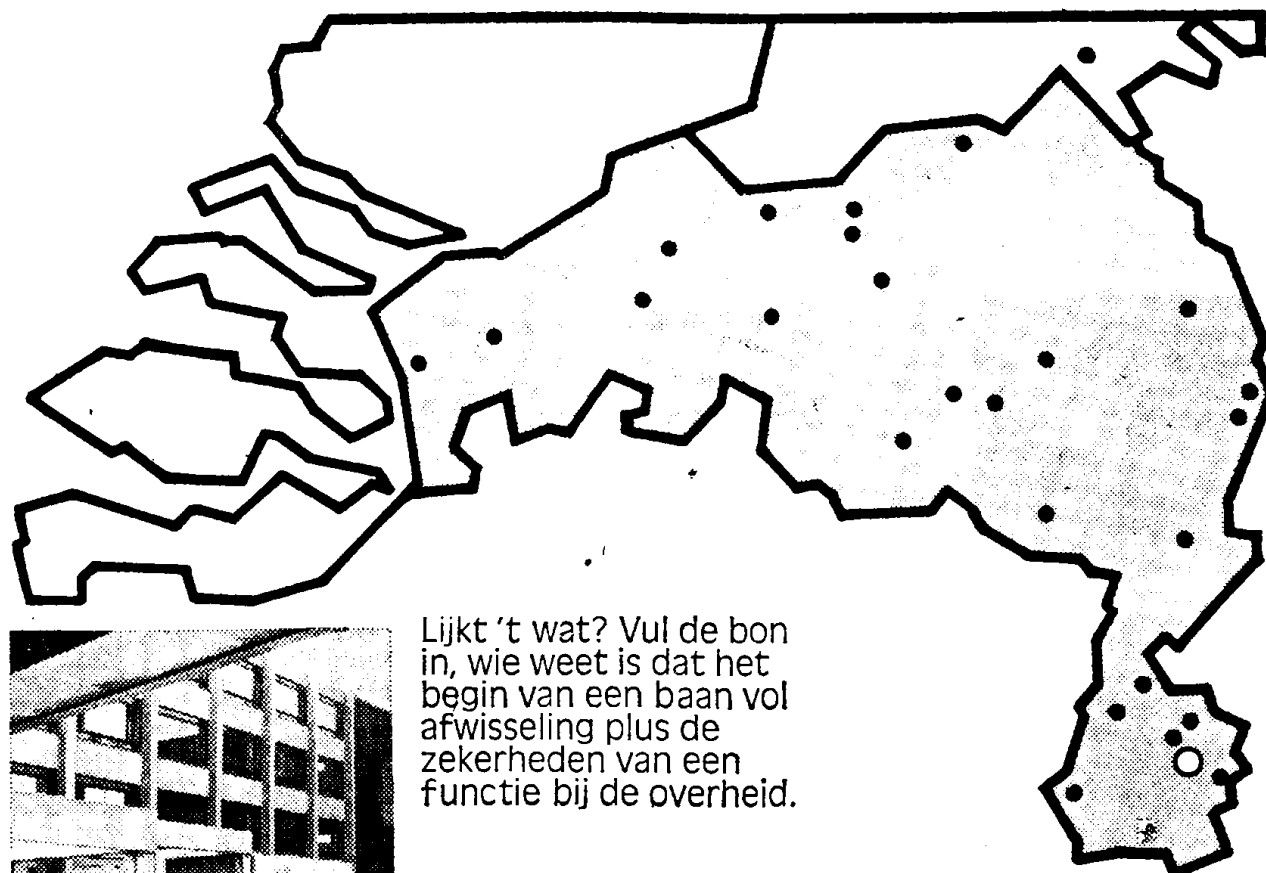 Lijkt 't wat? Vul de bon
in, wie weet is dat het
begin van een baan vol
afwisseling plus de
zekerheden van een
functie bij de overheid.